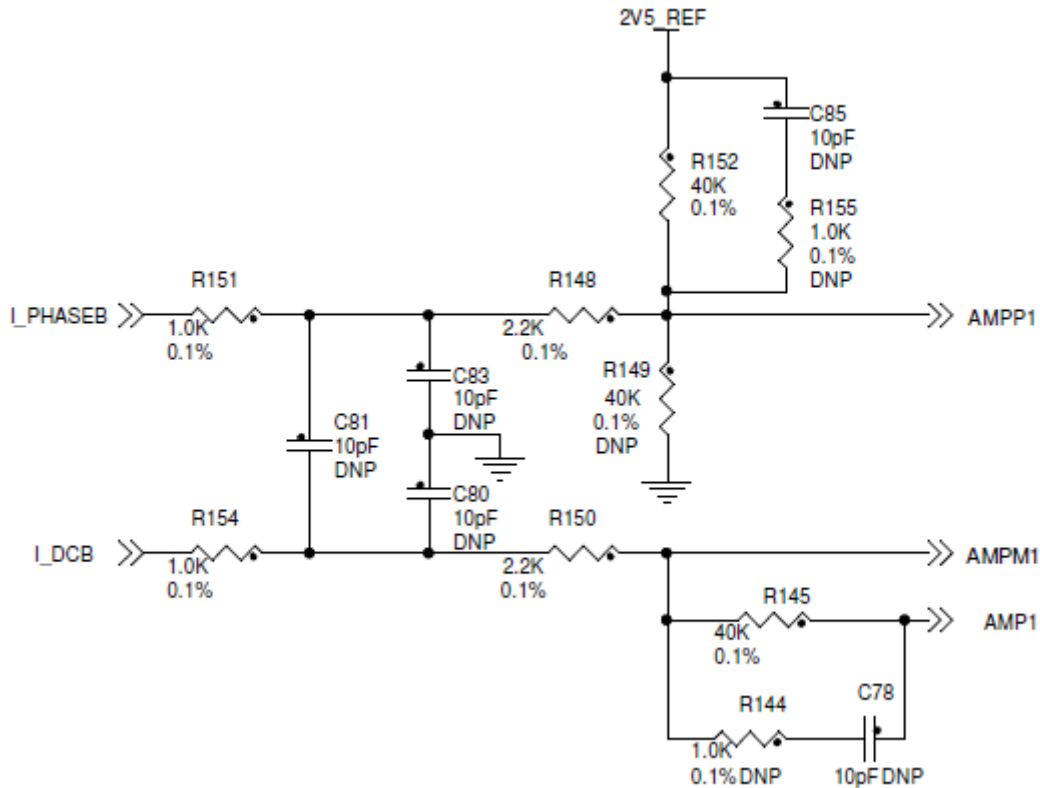 2V5_REF
C85
10pF
DNP
R152
40K
0.1%
R155
1.0K
0.1%
DNP
R151
R148
I_PHASEB
1.0K
0.1%
2.2K
0.1%
AMPP1
C83
10pF
DNP
R149
40K
0.1%
DNP
C81
10pF
DNP
C80
10pF
DNP
R154
R150
I_DCB
1.0K
0.1%
2.2K
0.1%
AMPM1
R145
AMP1
40K
0.1%
C78
R144
1.0K
0.1% DNP
10pF DNP